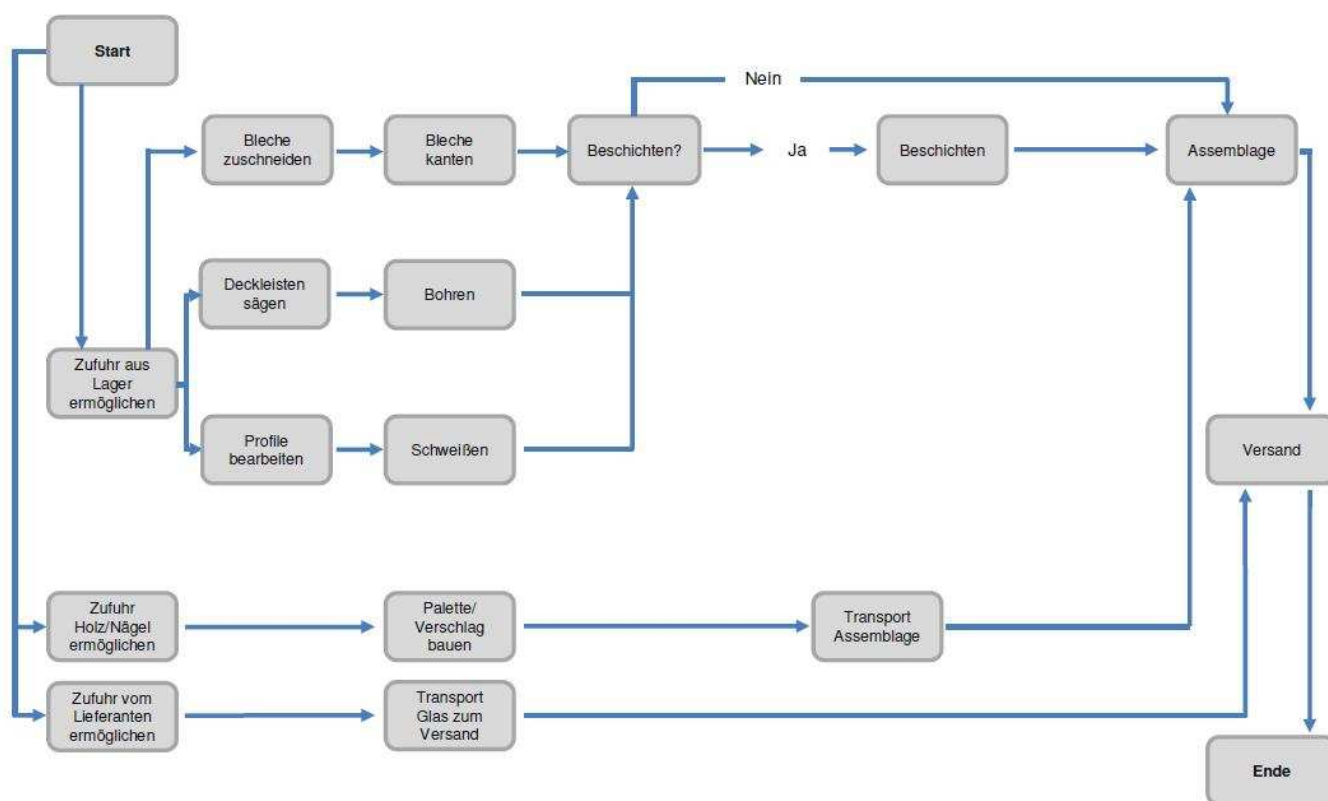 Start
Nein
Bleche
zuschneiden
Bleche
kanten
Beschichten?
Ja
Beschichten
Assemblage
Deckleisten
sägen
Bohren
Zufuhr aus
Lager
ermöglichen
Profile
bearbeiten
Schweißen
Versand
Zufuhr
Holz/Nägel
ermöglichen
Palette/
Verschlag
bauen
Transport
Assemblage
Zufuhr vom
Lieferanten
ermöglichen
Transport
Glas zum
Versand
Ende